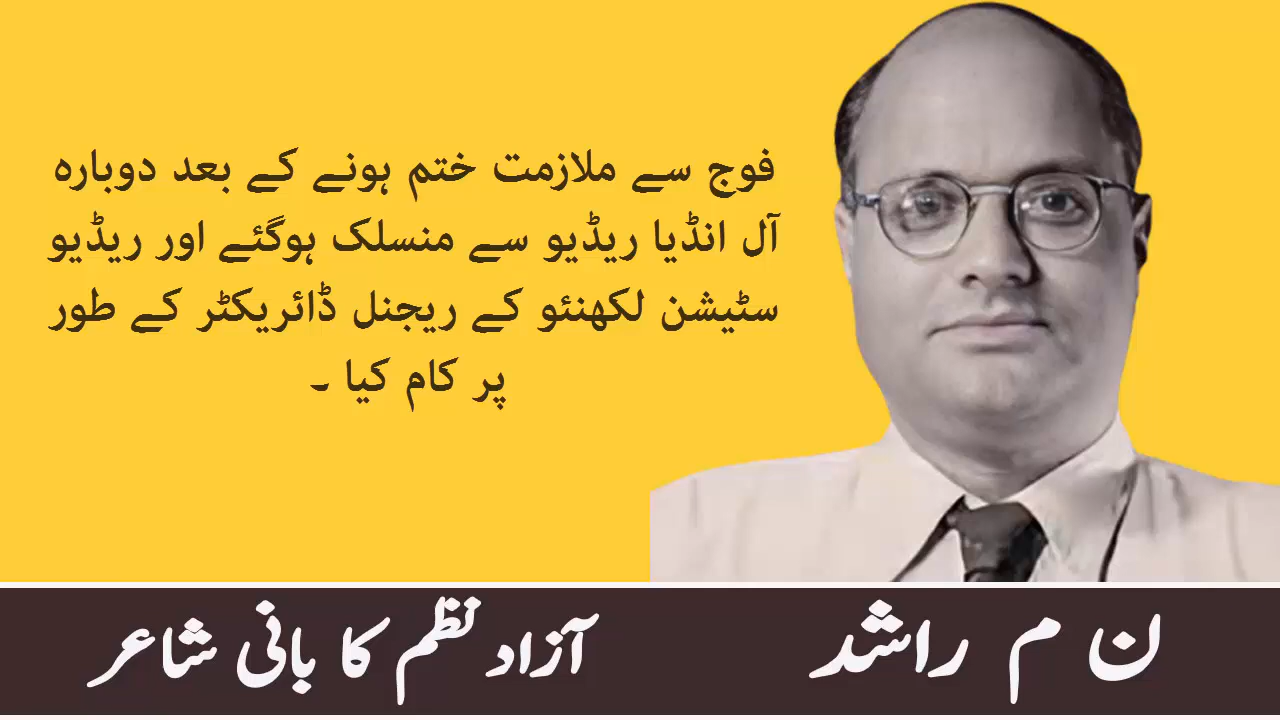 فوج سے ملازمت ختم ہونے کے بعد دوبارہ
آل انڈیا ریڈیو سے منسلک ہوگئے اور ریڈیو
سٹیشن لکھنئو کے ریجنل ڈائریکٹر کے طور
پر کام کیا ۔
ن م راشد
آزاد نظم کا بانی شاعر